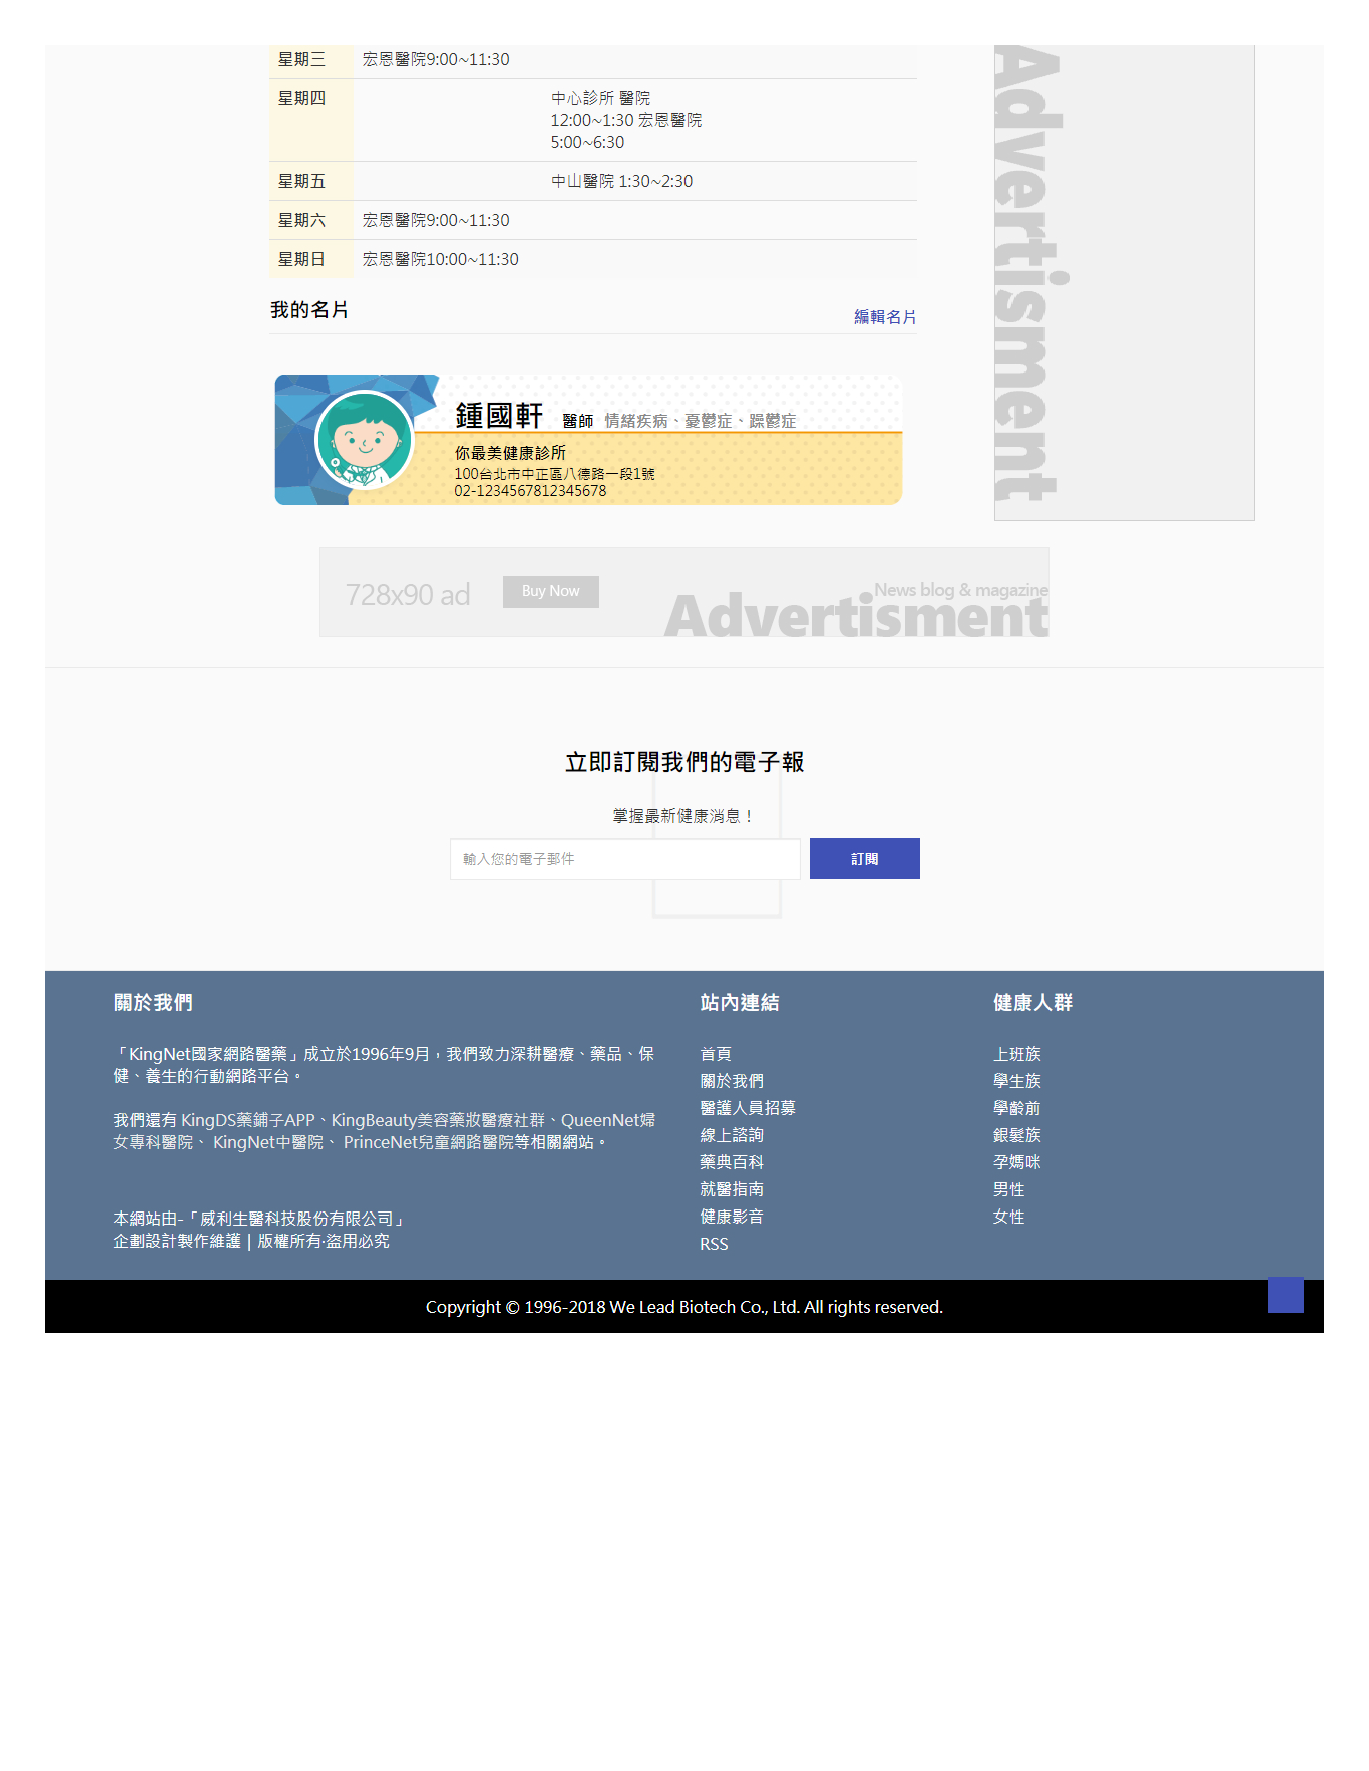 星期三 宏恩醫院9:00~11:30
星期四 中心診所 醫院
12:00~1:30 宏恩醫院
5:00~6:30
星期五 中山醫院 1:30~2:30
星期六 宏恩醫院9:00~11:30
星期日 宏恩醫院10:00~11:30
Advertisment
我的名片
編輯名片
鍾國軒 醫師 情緒疾病、憂鬱症、躁鬱症
你最美健康診所
100台北市中正區八德路一段1號
02-1234567812345678
728x90 ad
Buy Now
News blog & magazine
Advertisment
立即訂閱我們的電子報
掌握最新健康消息！
輸入您的電子郵件
訂閱
關於我們
「KingNet國家網路醫藥」成立於1996年9月，我們致力深耕醫療、藥品、保
健、養生的行動網路平台。
我們還有 KingDS藥鋪子APP、KingBeauty美容藥妝醫療社群、QueenNet婦
女專科醫院、 KingNet中醫院、 PrinceNet兒童網路醫院等相關網站。
本網站由-「威利生醫科技股份有限公司」
企劃設計製作維護 | 版權所有‧盜用必究
站內連結
首頁
關於我們
醫護人員招募
線上諮詢
藥典百科
就醫指南
健康影音
RSS
健康人群
上班族
學生族
學齡前
銀髮族
孕媽咪
男性
女性
Copyright © 1996-2018 We Lead Biotech Co., Ltd. All rights reserved.